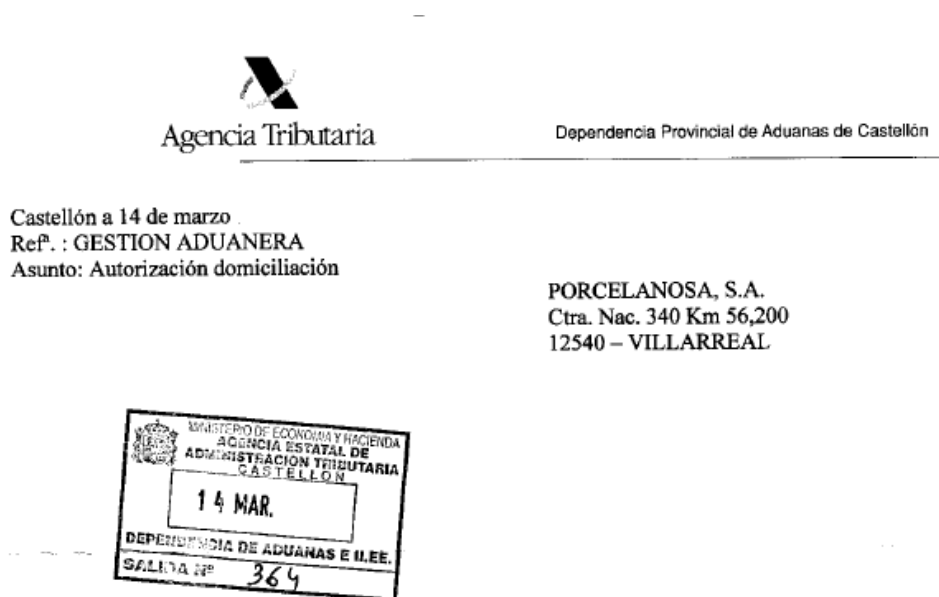 Agencia Tributaria
Dependencia Provincial de Aduanas de Castellón
Castellón a 14 de marzo
Refª. : GESTION ADUANERA
Asunto: Autorización domiciliación
PORCELANOSA, S.A.
Ctra. Nac. 340 Km 56,200
12540 – VILLARREAL
MINISTERIO DE ECONOMIA Y HACIENDA
AGENCIA ESTATAL DE
ADMINISTRACION TRIBUTARIA
CASTELLON
14 MAR.
DEPENDENCIA DE ADUANAS E II.EE.
SALIDA Nº 364